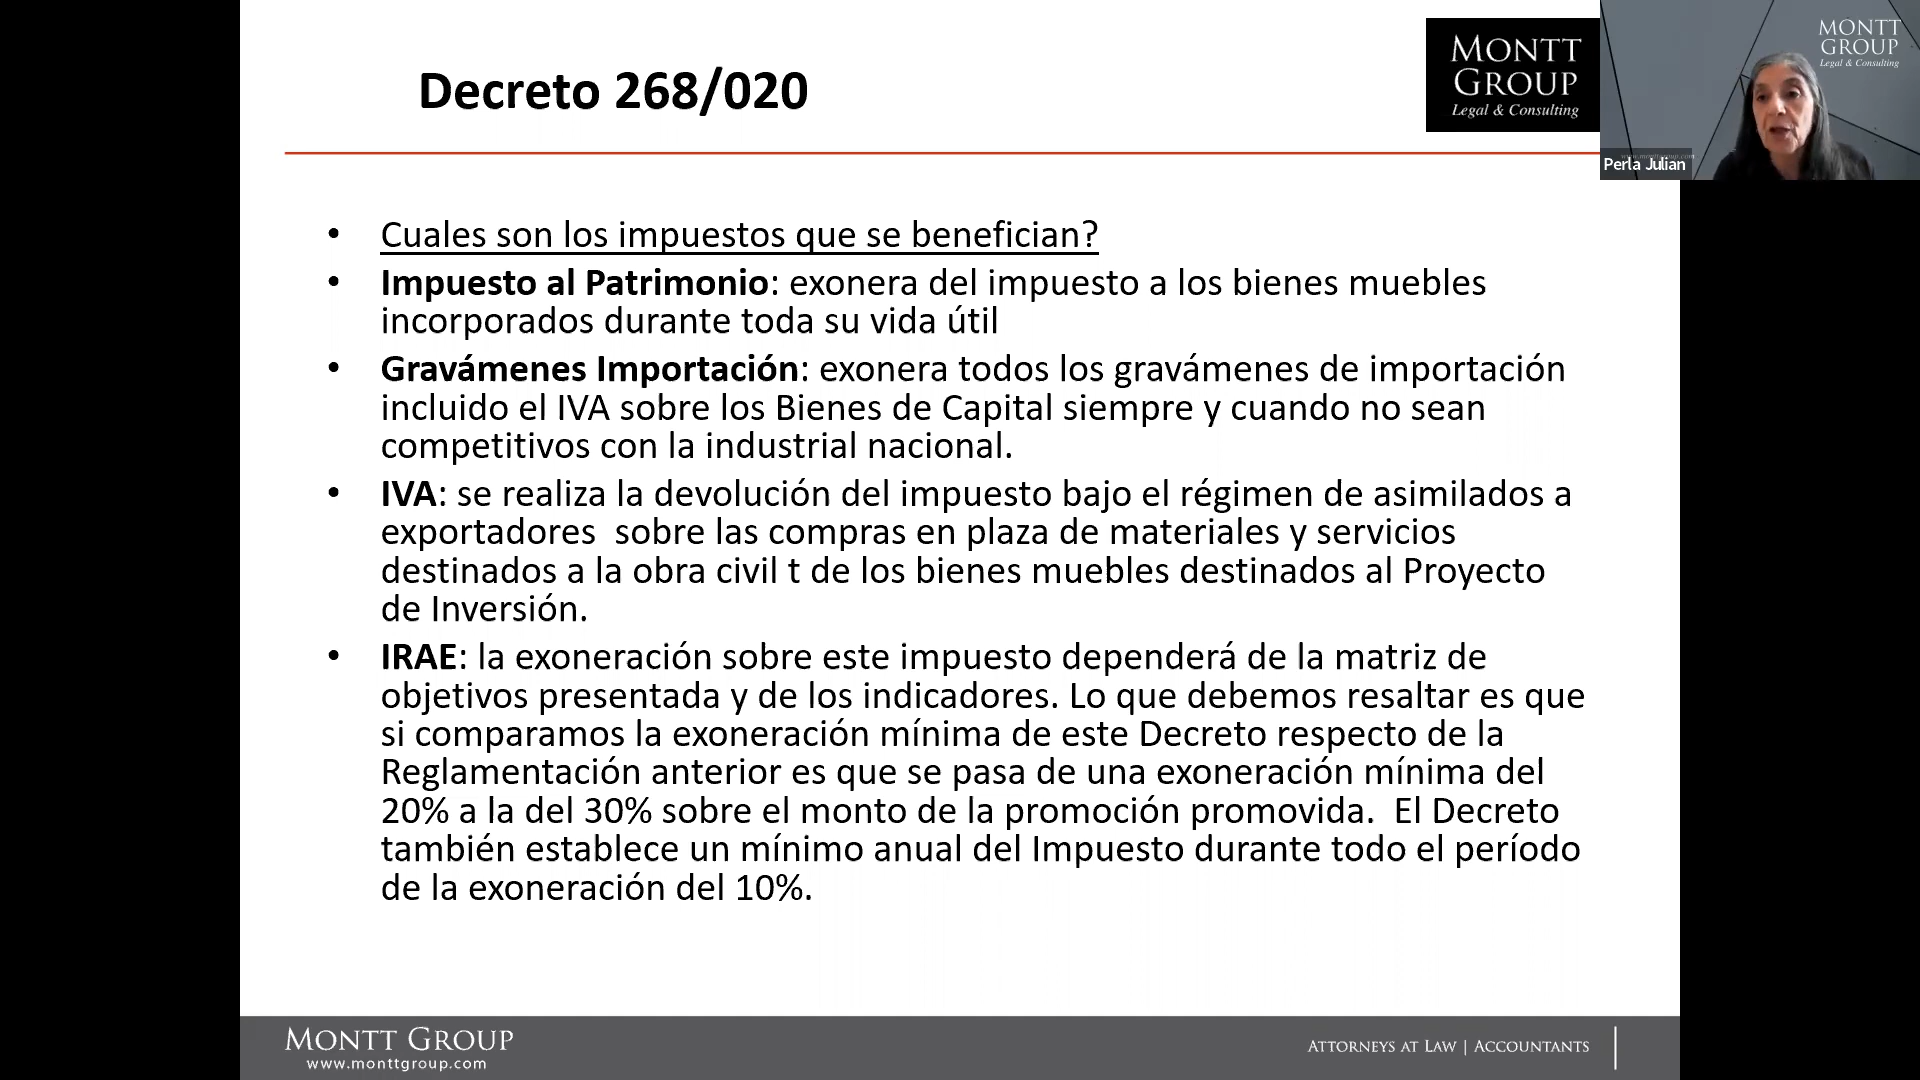 Decreto 268/020
MONTT
GROUP
Legal & Consulting
MONTT
GROUP
Legal & Consulting
Perla Julian
• Cuales son los impuestos que se benefician?
• Impuesto al Patrimonio: exonera del impuesto a los bienes muebles
incorporados durante toda su vida útil
• Gravámenes Importación: exonera todos los gravámenes de importación
incluido el IVA sobre los Bienes de Capital siempre y cuando no sean
competitivos con la industrial nacional.
• IVA: se realiza la devolución del impuesto bajo el régimen de asimilados a
exportadores  sobre las compras en plaza de materiales y servicios
destinados a la obra civil t de los bienes muebles destinados al Proyecto
de Inversión.
• IRAE: la exoneración sobre este impuesto dependerá de la matriz de
objetivos presentada y de los indicadores. Lo que debemos resaltar es que
si comparamos la exoneración mínima de este Decreto respecto de la
Reglamentación anterior es que se pasa de una exoneración mínima del
20% a la del 30% sobre el monto de la promoción promovida.  El Decreto
también establece un mínimo anual del Impuesto durante todo el período
de la exoneración del 10%.
MONTT GROUP
www.monttgroup.com
ATTORNEYS AT LAW | ACCOUNTANTS